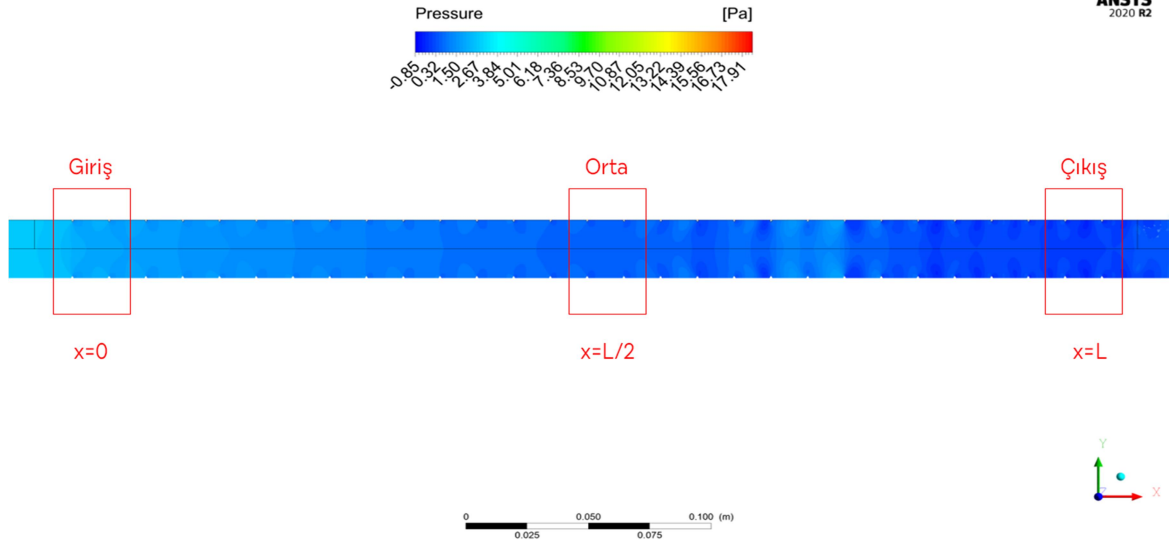 ANSYS
2020 R2
Pressure [Pa]
-0.85 0.32 1.50 2.67 3.84 5.01 6.18 7.36 8.53 9.70 10.87 12.05 13.22 14.39 15.56 16.73 17.91
Giriş Orta Çıkış
x=0 x=L/2 x=L
Y
Z X
0 0.050 0.100 (m)
0.025 0.075